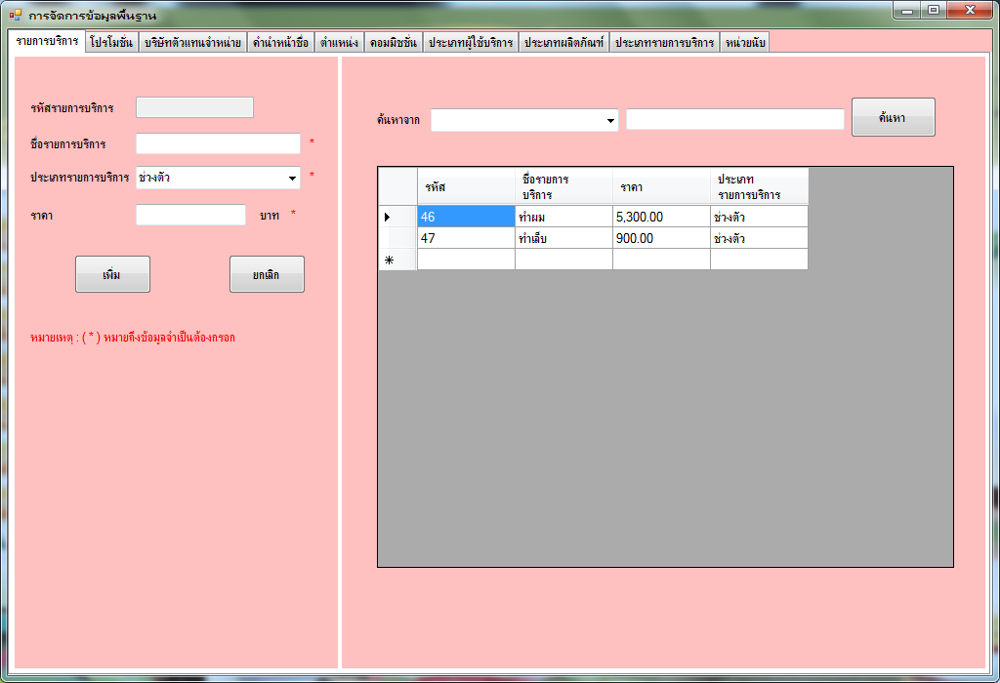 การจัดการข้อมูลพื้นฐาน
รายการบริการ โปรโมชั่น บริษัทตัวแทนจำหน่าย คำนำหน้าชื่อ ตำแหน่ง คอมมิชชั่น ประเภทผู้ใช้บริการ ประเภทผลิตภัณฑ์ ประเภทรายการบริการ หน่วยนับ
รหัสรายการบริการ
ชื่อรายการบริการ *
ประเภทรายการบริการ ช่วงตัว *
ราคา บาท *
เพิ่ม ยกเลิก
หมายเหตุ : ( * ) หมายถึงข้อมูลจำเป็นต้องกรอก
ค้นหาจาก ค้นหา
รหัส ชื่อรายการ ราคา ประเภท
บริการ รายการบริการ
46 ทำผม 5,300.00 ช่วงตัว
47 ทำเล็บ 900.00 ช่วงตัว